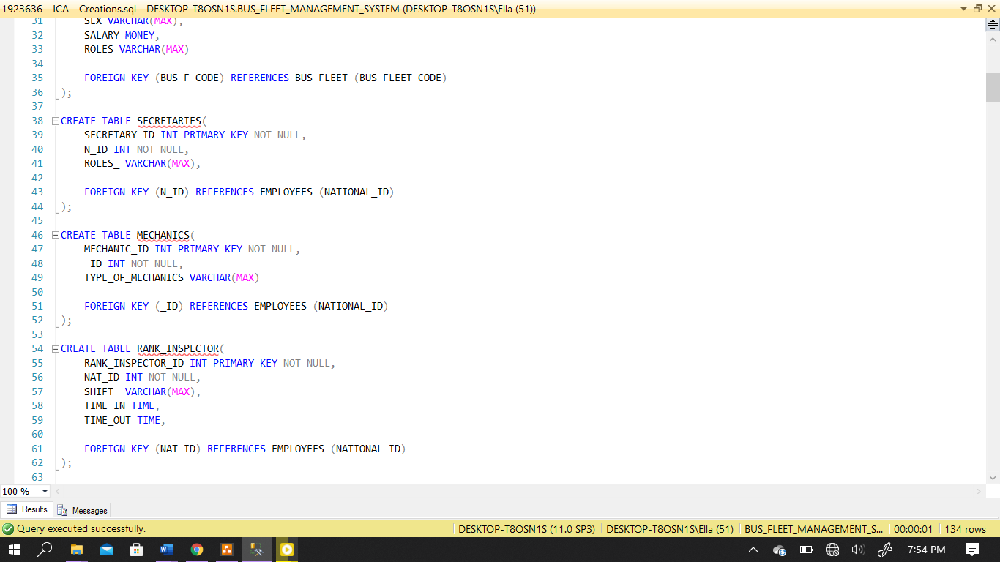 1923636 - ICA - Creations.sql - DESKTOP-T8OSN1S.BUS_FLEET_MANAGEMENT_SYSTEM (DESKTOP-T8OSN1S\Ella (51))
31 SEX VARCHAR(MAX),
32 SALARY MONEY,
33 ROLES VARCHAR(MAX)
34
35 FOREIGN KEY (BUS_F_CODE) REFERENCES BUS_FLEET (BUS_FLEET_CODE)
36 );
37
38 CREATE TABLE SECRETARIES(
39 SECRETARY_ID INT PRIMARY KEY NOT NULL,
40 N_ID INT NOT NULL,
41 ROLES_ VARCHAR(MAX),
42
43 FOREIGN KEY (N_ID) REFERENCES EMPLOYEES (NATIONAL_ID)
44 );
45
46 CREATE TABLE MECHANICS(
47 MECHANIC_ID INT PRIMARY KEY NOT NULL,
48 _ID INT NOT NULL,
49 TYPE_OF_MECHANICS VARCHAR(MAX)
50
51 FOREIGN KEY (_ID) REFERENCES EMPLOYEES (NATIONAL_ID)
52 );
53
54 CREATE TABLE RANK_INSPECTOR(
55 RANK_INSPECTOR_ID INT PRIMARY KEY NOT NULL,
56 NAT_ID INT NOT NULL,
57 SHIFT_ VARCHAR(MAX),
58 TIME_IN TIME,
59 TIME_OUT TIME,
60
61 FOREIGN KEY (NAT_ID) REFERENCES EMPLOYEES (NATIONAL_ID)
62 );
63
100 %
Results Messages
Query executed successfully. DESKTOP-T8OSN1S (11.0 SP3) DESKTOP-T8OSN1S\Ella (51) BUS_FLEET_MANAGEMENT_S... 00:00:01 134 rows
7:54 PM